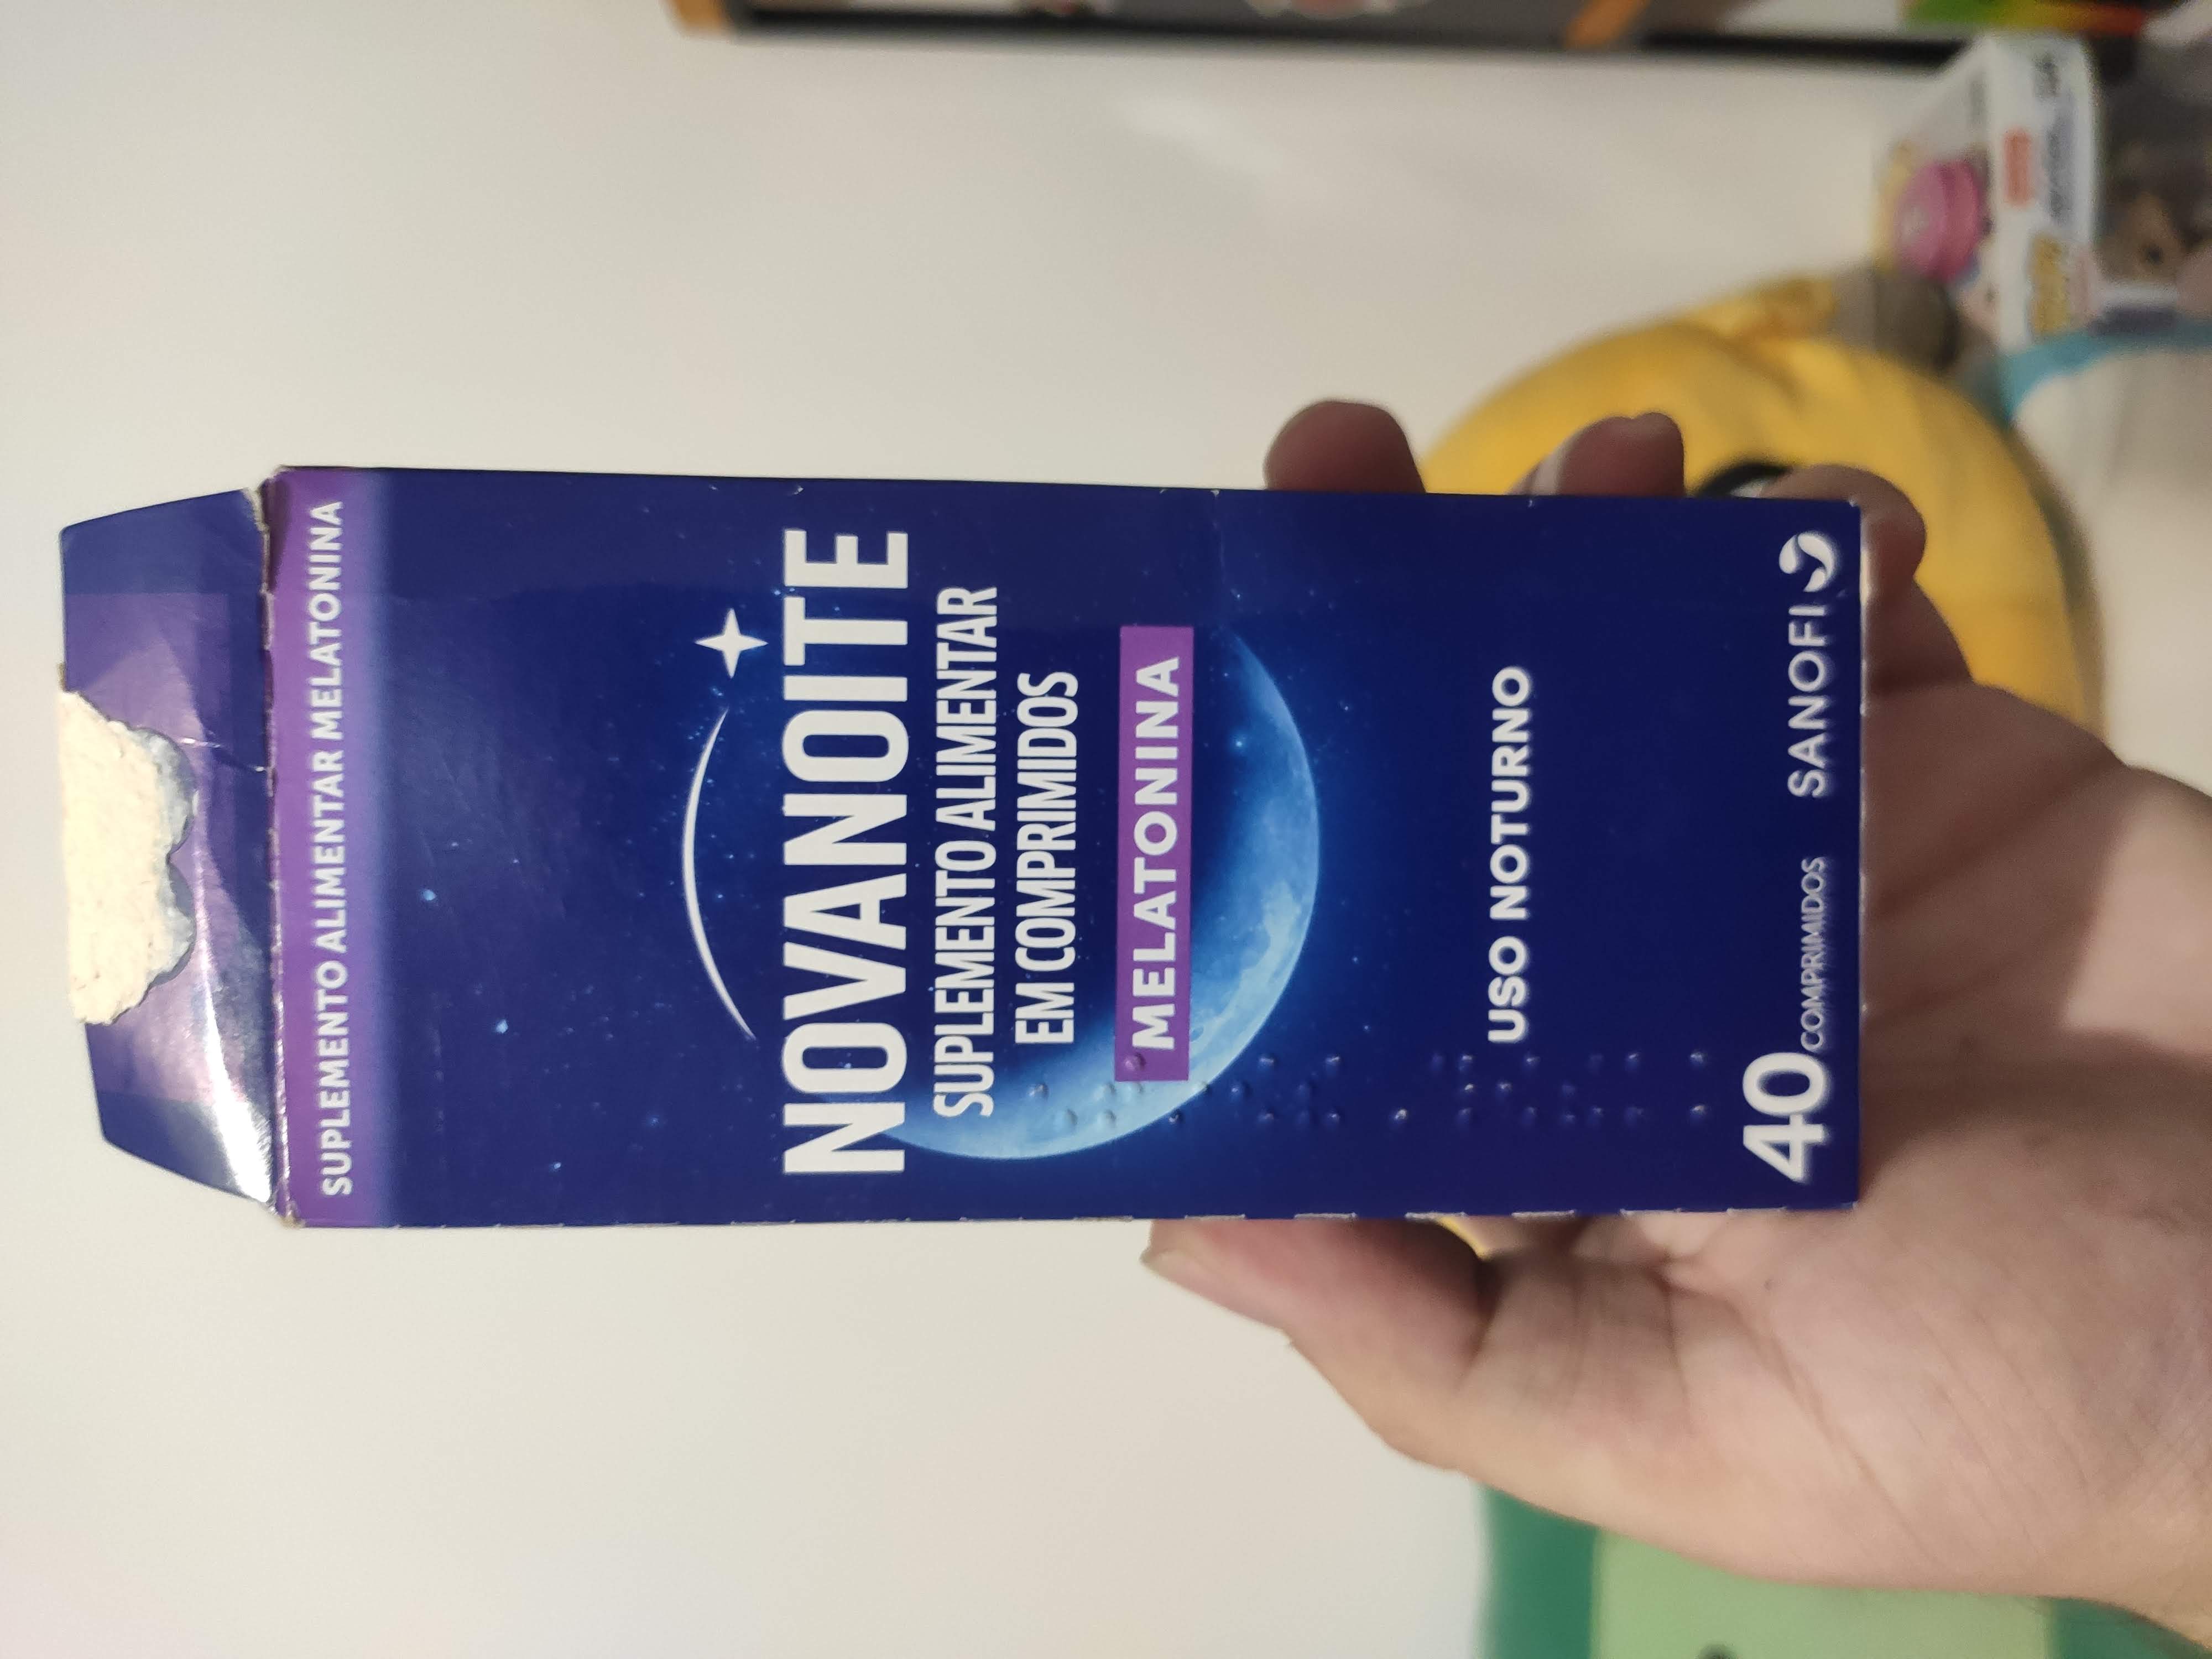 SUPLEMENTO ALIMENTAR MELATONINA
NOVANOITE
SUPLEMENTO ALIMENTAR
EM COMPRIMIDOS
MELATONINA
USO NOTURNO
40 COMPRIMIDOS
SANOFI